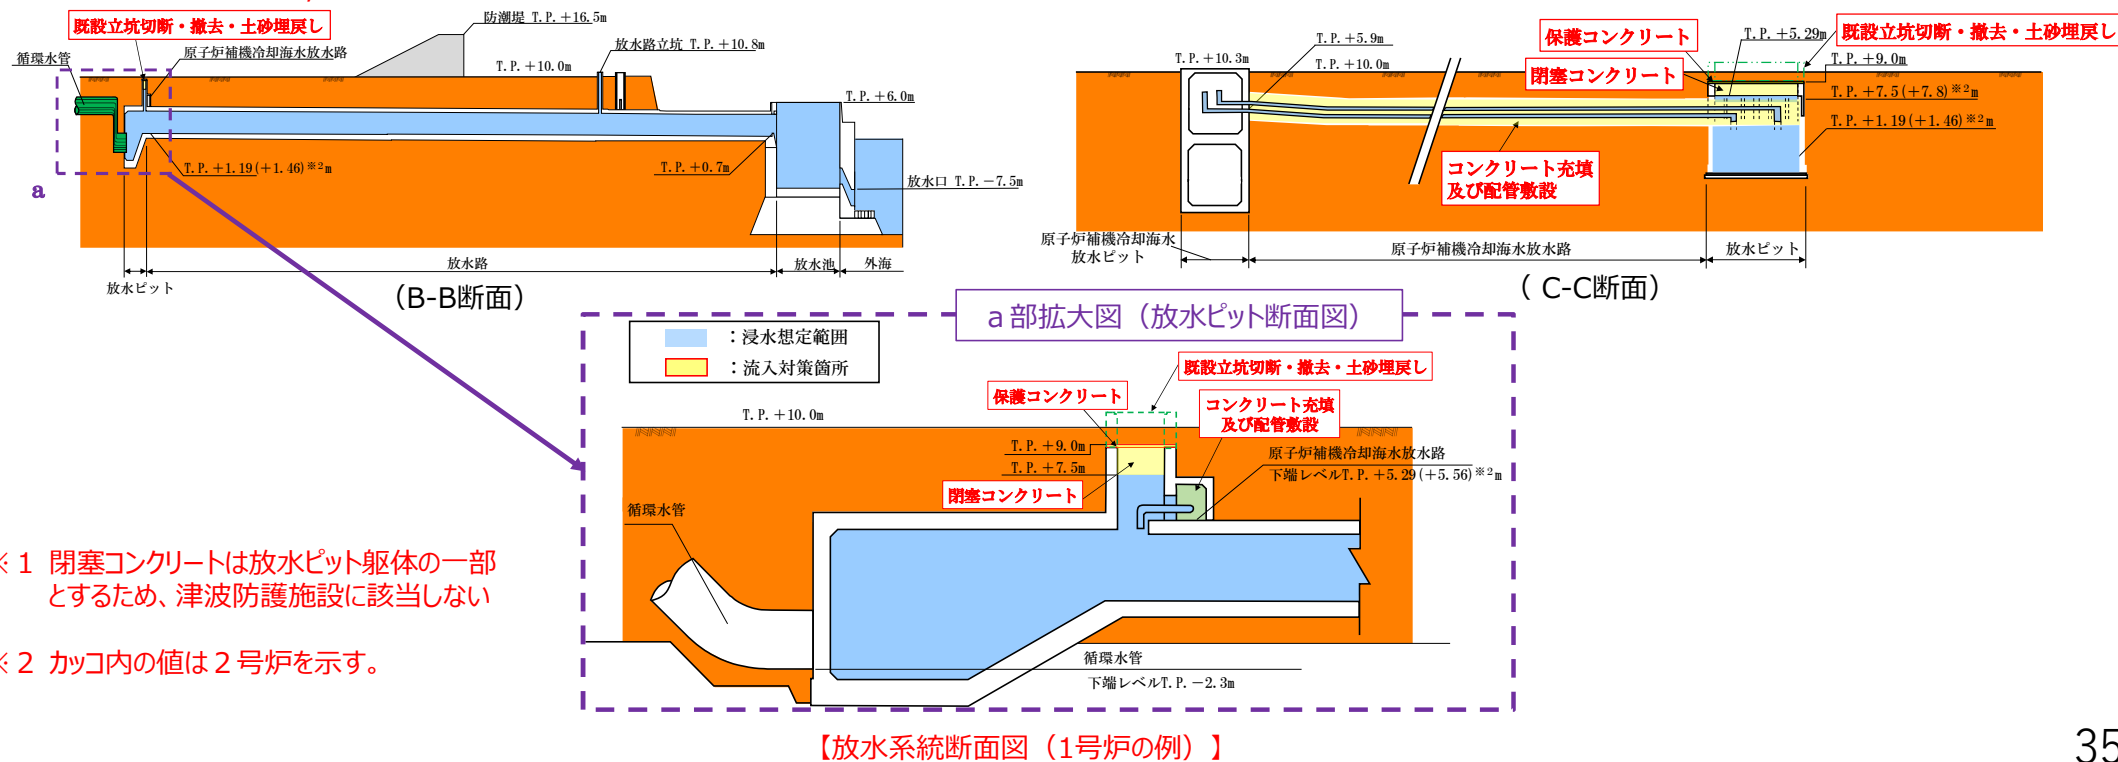 既設立坑切断・撤去・土砂埋戻し
循環水管
原子炉補機冷却海水放水路
防潮堤 T.P.+16.5m
放水路立坑 T.P.+10.8m
T.P.+10.0m
T.P.+6.0m
T.P.+1.19(+1.46)※2m
T.P.+0.7m
放水口 T.P.−7.5m
a
放水ピット
放水路
放水池
外海
（B-B断面）
保護コンクリート
閉塞コンクリート
既設立坑切断・撤去・土砂埋戻し
T.P.+10.3m
T.P.+5.9m
T.P.+10.0m
T.P.+5.29m
T.P.+9.0m
T.P.+7.5(+7.8)※2m
T.P.+1.19(+1.46)※2m
コンクリート充填
及び配管敷設
原子炉補機冷却海水
放水ピット
原子炉補機冷却海水放水路
放水ピット
（ C-C断面）
a部拡大図（放水ピット断面図）
：浸水想定範囲
：流入対策箇所
既設立坑切断・撤去・土砂埋戻し
保護コンクリート
コンクリート充填
及び配管敷設
T.P.+10.0m
T.P.+9.0m
T.P.+7.5m
閉塞コンクリート
原子炉補機冷却海水放水路
下端レベルT.P.+5.29(+5.56)※2m
循環水管
循環水管
下端レベルT.P.−2.3m
※１ 閉塞コンクリートは放水ピット躯体の一部
とするため、津波防護施設に該当しない
※２ カッコ内の値は２号炉を示す。
【放水系統断面図（1号炉の例）】
35